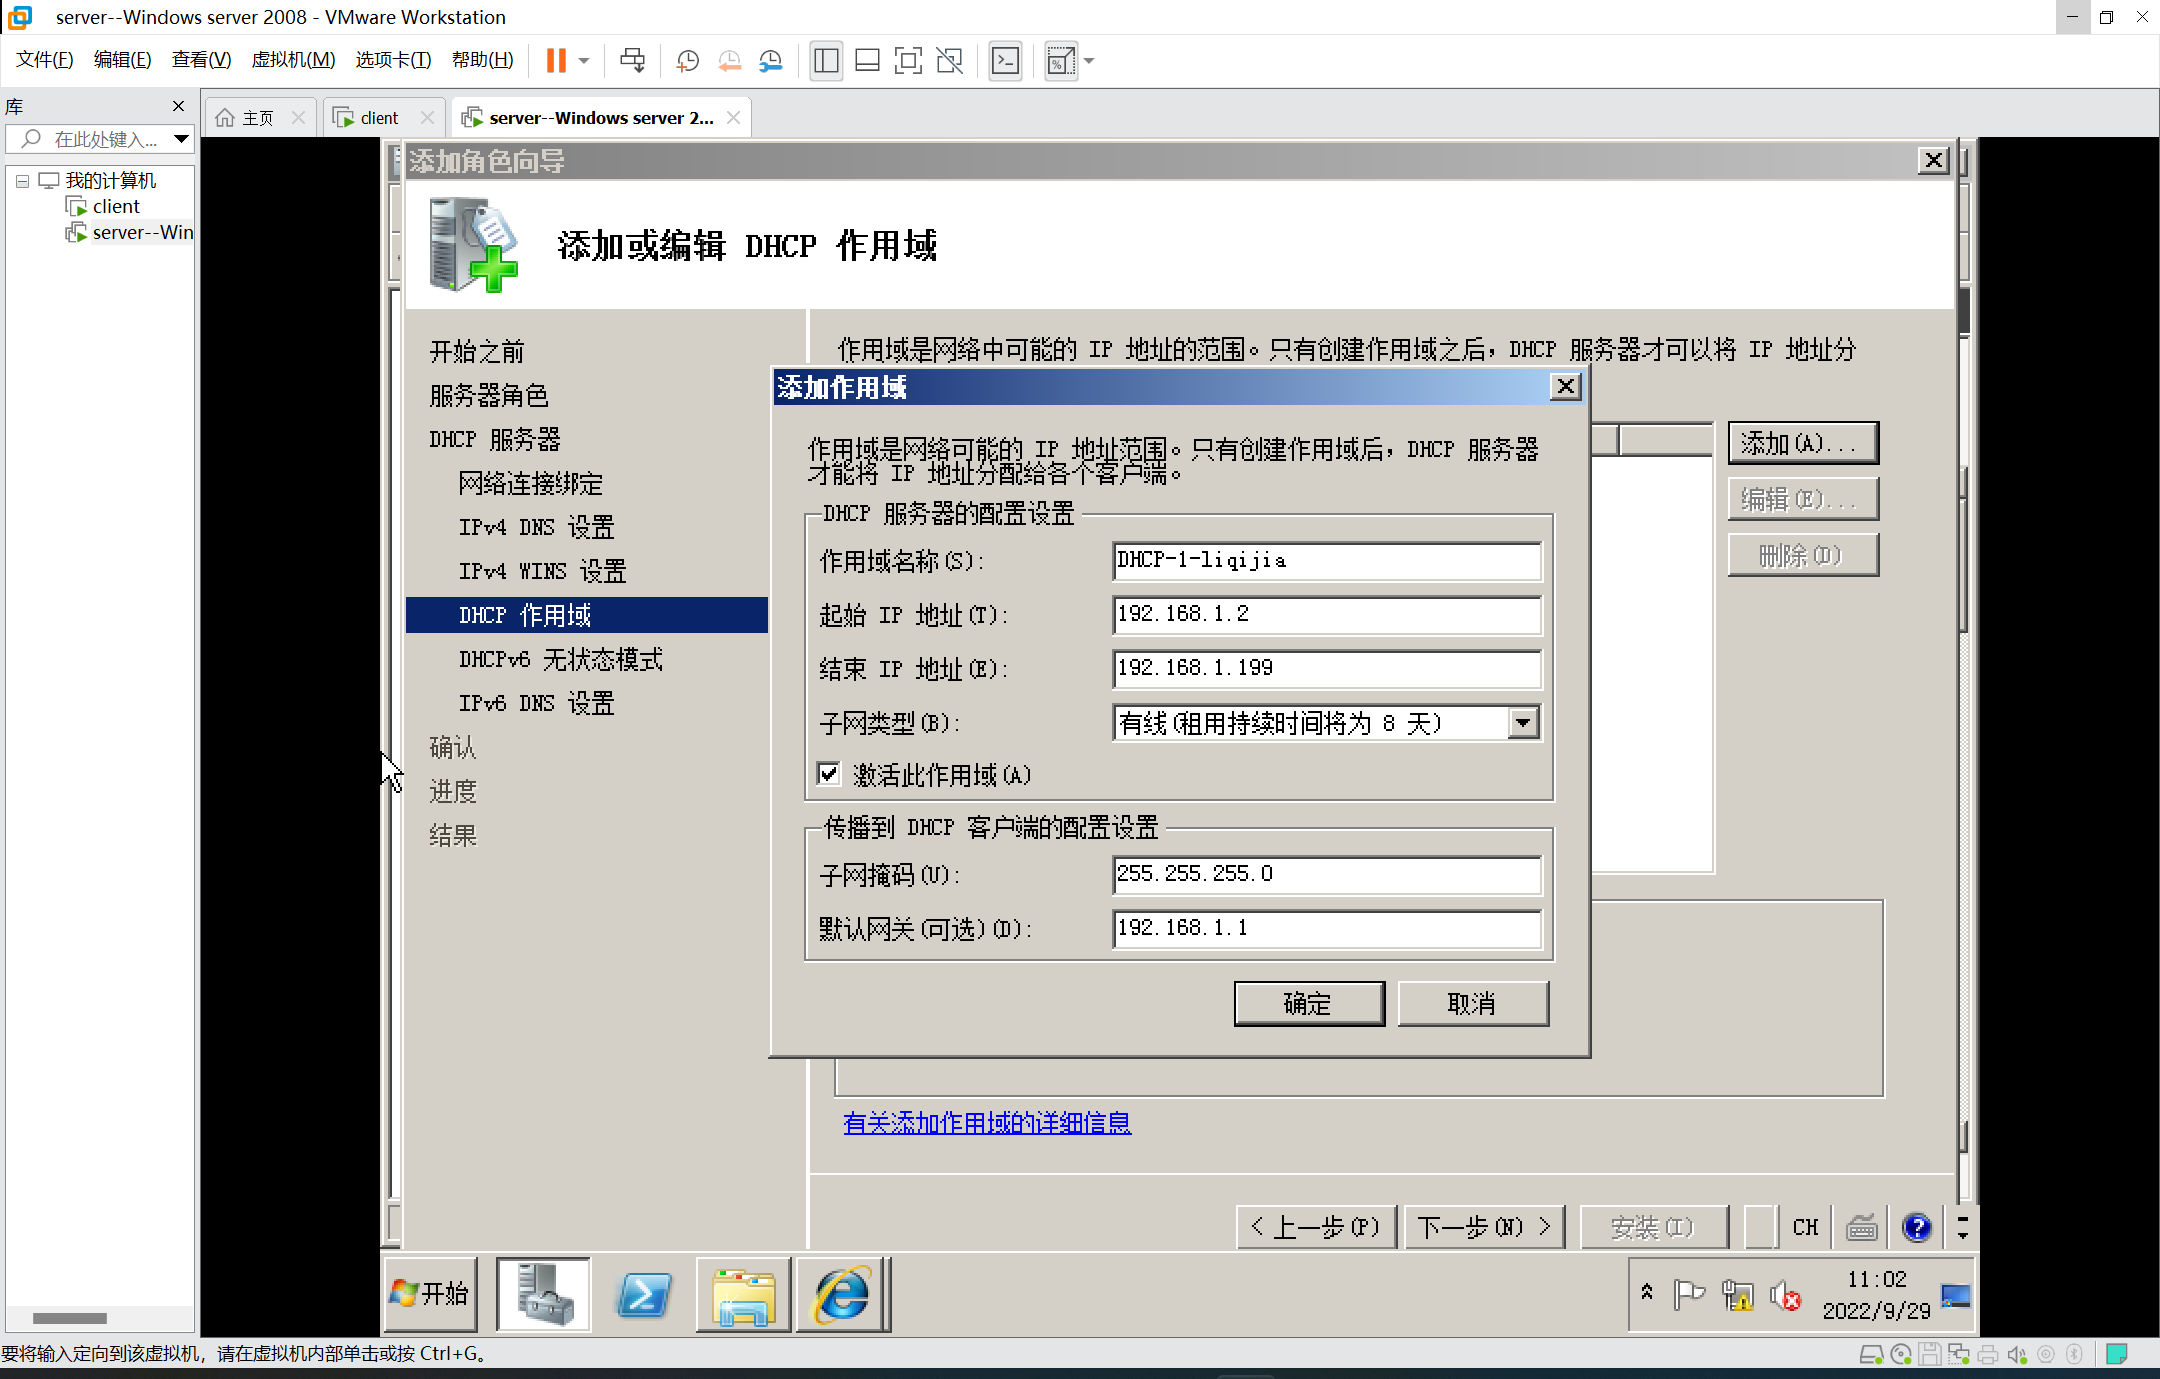 server--Windows server 2008 - VMware Workstation
文件(F) 编辑(E) 查看(V) 虚拟机(M) 选项卡(T) 帮助(H)
库
在此处键入...
我的计算机
client
server--Win
主页
client
server--Windows server 2...
添加角色向导
添加或编辑 DHCP 作用域
开始之前
服务器角色
DHCP 服务器
网络连接绑定
IPv4 DNS 设置
IPv4 WINS 设置
DHCP 作用域
DHCPv6 无状态模式
IPv6 DNS 设置
确认
进度
结果
作用域是网络中可能的 IP 地址的范围。只有创建作用域之后，DHCP 服务器才可以将 IP 地址分
添加(A)...
编辑(E)...
删除(D)
添加作用域
作用域是网络可能的 IP 地址范围。只有创建作用域后，DHCP 服务器
才能将 IP 地址分配给各个客户端。
DHCP 服务器的配置设置
作用域名称(S): DHCP-1-liqijia
起始 IP 地址(T): 192.168.1.2
结束 IP 地址(E): 192.168.1.199
子网类型(B): 有线(租用持续时间将为 8 天)
激活此作用域(A)
传播到 DHCP 客户端的配置设置
子网掩码(U): 255.255.255.0
默认网关(可选)(D): 192.168.1.1
确定 取消
有关添加作用域的详细信息
< 上一步(P) 下一步(N) > 安装(I) CH
开始
11:02
2022/9/29
要将输入定向到该虚拟机，请在虚拟机内部单击或按 Ctrl+G。